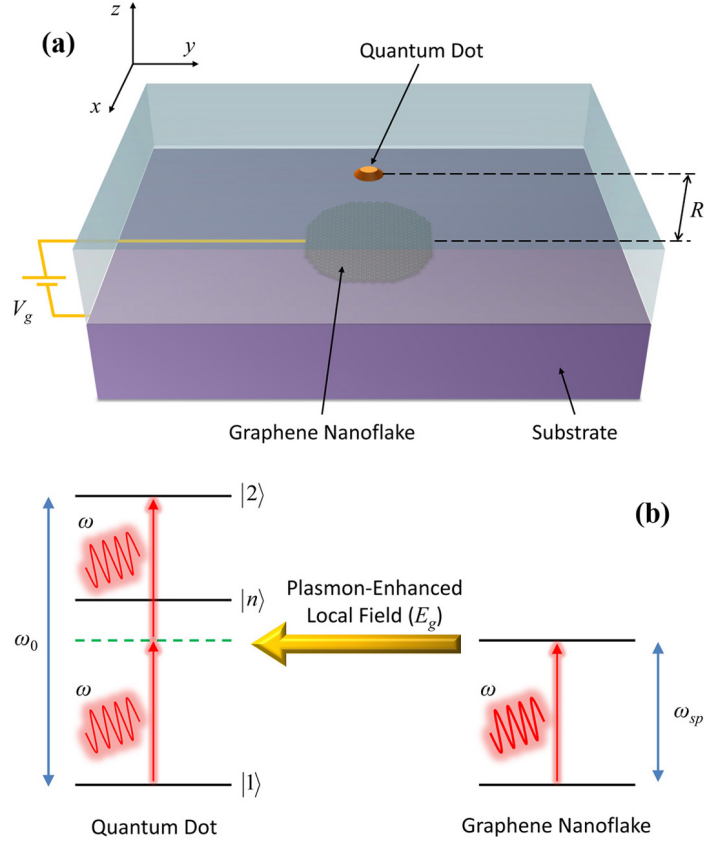 (a)
z
y
x
Quantum Dot
R
V_g
Graphene Nanoflake
Substrate
(b)
|2⟩
ω
|n⟩
Plasmon-Enhanced
Local Field (E_g)
ω_0
ω
ω
ω_sp
|1⟩
Quantum Dot
Graphene Nanoflake